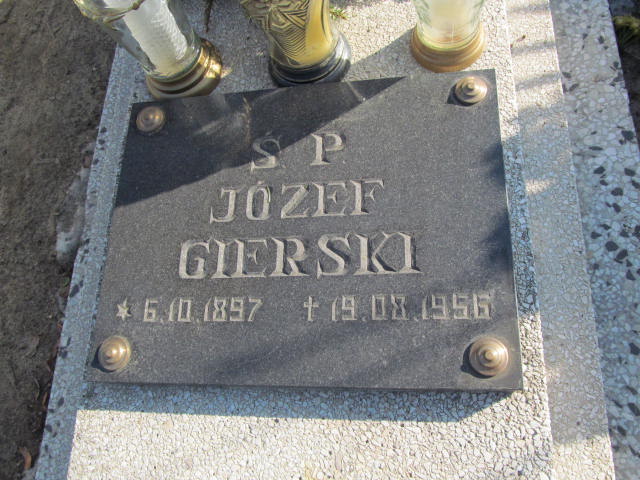 Ś P
JÓZEF
GIERSKI
* 6.10.1897 † 19.08.1956